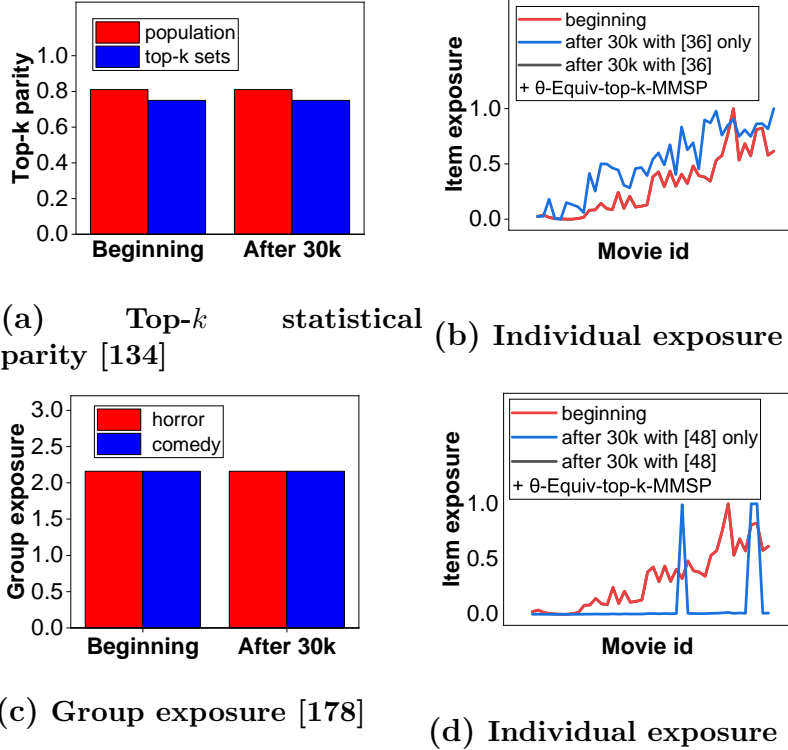 population
top-k sets
Top-k parity
1.0
0.8
0.6
0.4
0.2
0.0
Beginning After 30k
(a) Top-k statistical
parity [134]
beginning
after 30k with [36] only
after 30k with [36]
+ θ-Equiv-top-k-MMSP
Item exposure
1.0
0.5
0.0
Movie id
(b) Individual exposure
horror
comedy
Group exposure
3.0
2.5
2.0
1.5
1.0
0.5
0.0
Beginning After 30k
(c) Group exposure [178]
beginning
after 30k with [48] only
after 30k with [48]
+ θ-Equiv-top-k-MMSP
Item exposure
1.0
0.5
0.0
Movie id
(d) Individual exposure